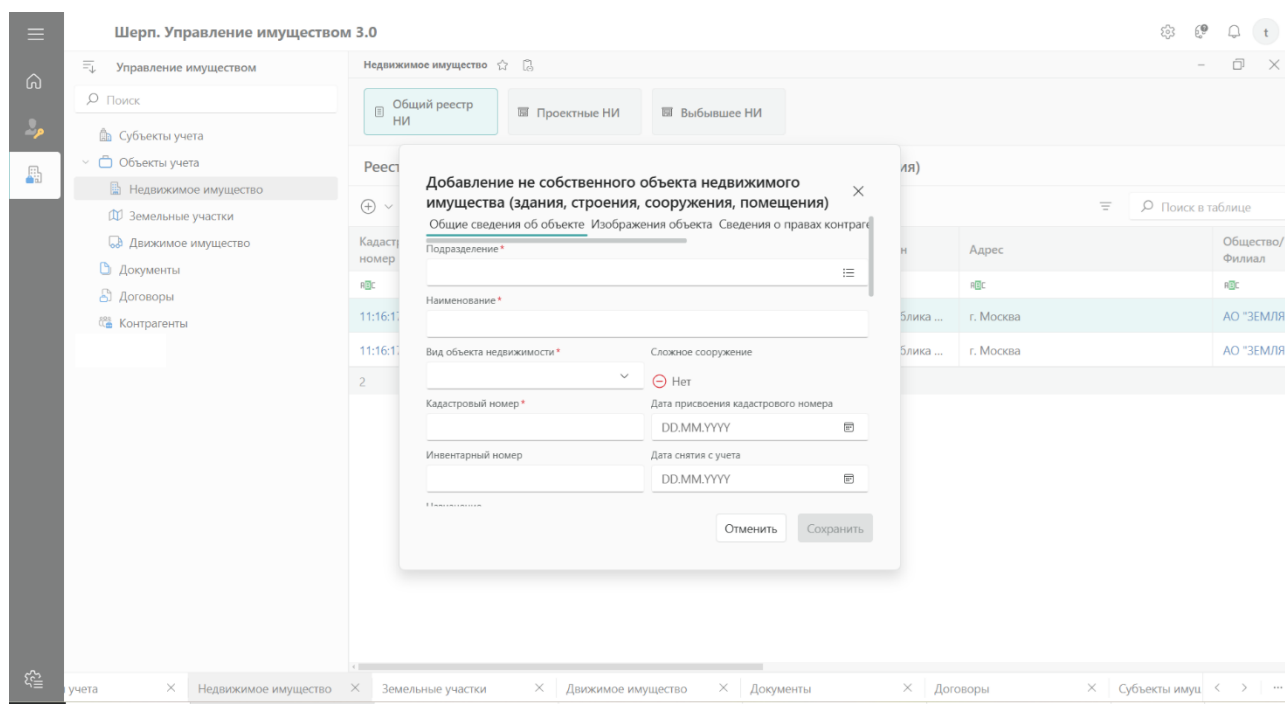 Шерп. Управление имуществом 3.0
t
Управление имуществом
Недвижимое имущество
Поиск
Общий реестр
НИ
Проектные НИ
Выбывшее НИ
Субъекты учета
Объекты учета
Недвижимое имущество
Земельные участки
Движимое имущество
Документы
Договоры
Контрагенты
Реест
ия)
Поиск в таблице
Кадаст
номер
н
Адрес
Общество/
Филиал
11:16:17
блика ...
г. Москва
АО "ЗЕМЛЯ
11:16:17
блика ...
г. Москва
АО "ЗЕМЛЯ
2
Добавление не собственного объекта недвижимого
имущества (здания, строения, сооружения, помещения)
Общие сведения об объекте Изображения объекта Сведения о правах контраге
Подразделение *
Наименование *
Вид объекта недвижимости * Сложное сооружение
Нет
Кадастровый номер * Дата присвоения кадастрового номера
DD.MM.YYYY
Инвентарный номер Дата снятия с учета
DD.MM.YYYY
Отменить Сохранить
учета Недвижимое имущество Земельные участки Движимое имущество Документы Договоры Субъекты имущ